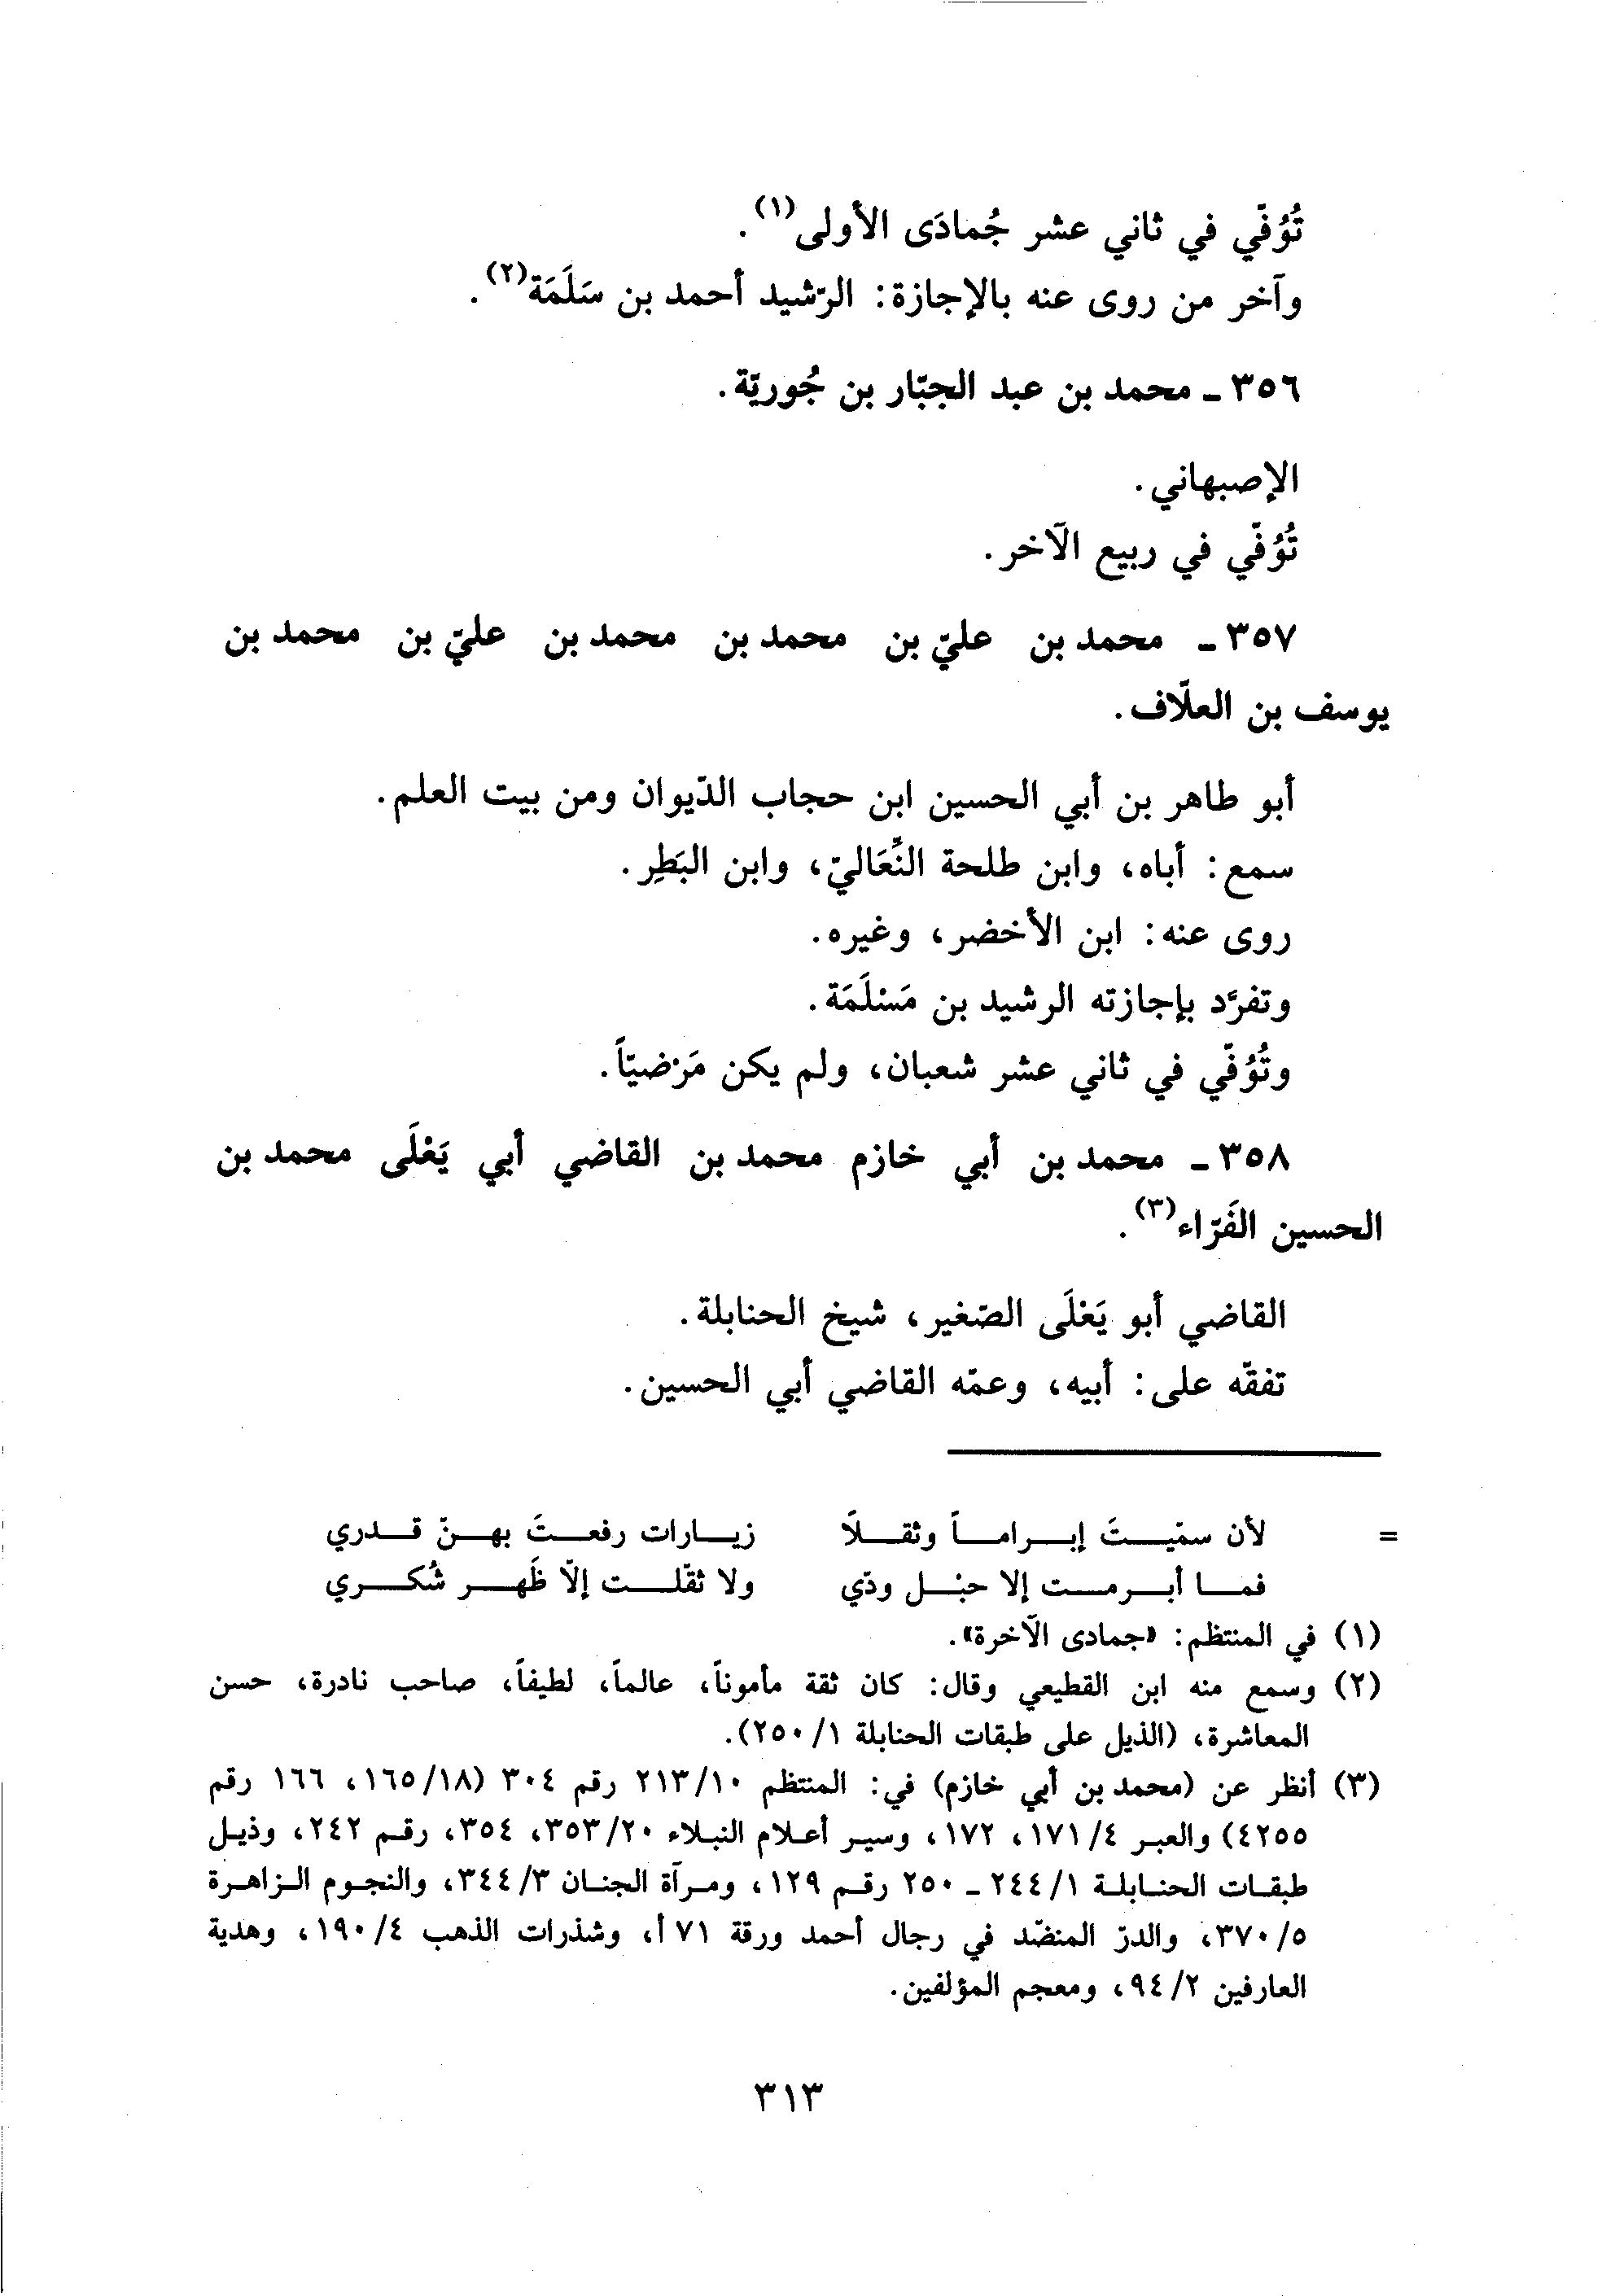 تُوُفّي في ثاني عشر جُمادَى الأولى(١).
وآخر من روى عنه بالإجازة: الرّشيد أحمد بن سَلَمَة(٢).
٣٥٦ ـ محمد بن عبد الجبّار بن جُوريّة.
الإصبهاني.
تُوُفّي في ربيع الآخر.
٣٥٧ ـ محمد بن عليّ بن محمد بن محمد بن عليّ بن محمد بن
يوسف بن العلّاف.
أبو طاهر بن أبي الحسين ابن حجاب الدّيوان ومن بيت العلم.
سمع: أباه، وابن طلحة النِّعَاليّ، وابن البَطِر.
روى عنه: ابن الأخضر، وغيره.
وتفرَّد بإجازته الرشيد بن مَسْلَمَة.
وتُوُفّي في ثاني عشر شعبان، ولم يكن مَرْضيّاً.
٣٥٨ ـ محمد بن أبي خازم محمد بن القاضي أبي يَعْلَى محمد بن
الحسين الفَرّاء(٣).
القاضي أبو يَعْلَى الصّغير، شيخ الحنابلة.
تفقّه على: أبيه، وعمّه القاضي أبي الحسين.
= لأن سمّيتَ إبراماً وثقلًا زيارات رفعتَ بهنّ قدري
فما أبرمت إلا حبْل ودّي ولا ثقّلت إلّا ظَهر شُكري
(١) في المنتظم: «جمادى الآخرة».
(٢) وسمع منه ابن القطيعي وقال: كان ثقة مأموناً، عالماً، لطيفاً، صاحب نادرة، حسن
المعاشرة، (الذيل على طبقات الحنابلة ١/٢٥٠).
(٣) أنظر عن (محمد بن أبي خازم) في: المنتظم ١٠/٢١٣ رقم ٣٠٤ (١٨/١٦٥، ١٦٦ رقم
٤٢٥٥) والعبر ٤/١٧١، ١٧٢، وسير أعلام النبلاء ٢٠/٣٥٣، ٣٥٤، رقم ٢٤٢، وذيل
طبقات الحنابلة ١/٢٤٤ ـ ٢٥٠ رقم ١٢٩، ومرآة الجنان ٣/٣٤٤، والنجوم الزاهرة
٥/٣٧٠، والدرّ المنضّد في رجال أحمد ورقة ٧١أ، وشذرات الذهب ٤/١٩٠، وهدية
العارفين ٢/٩٤، ومعجم المؤلفين.
٣١٣